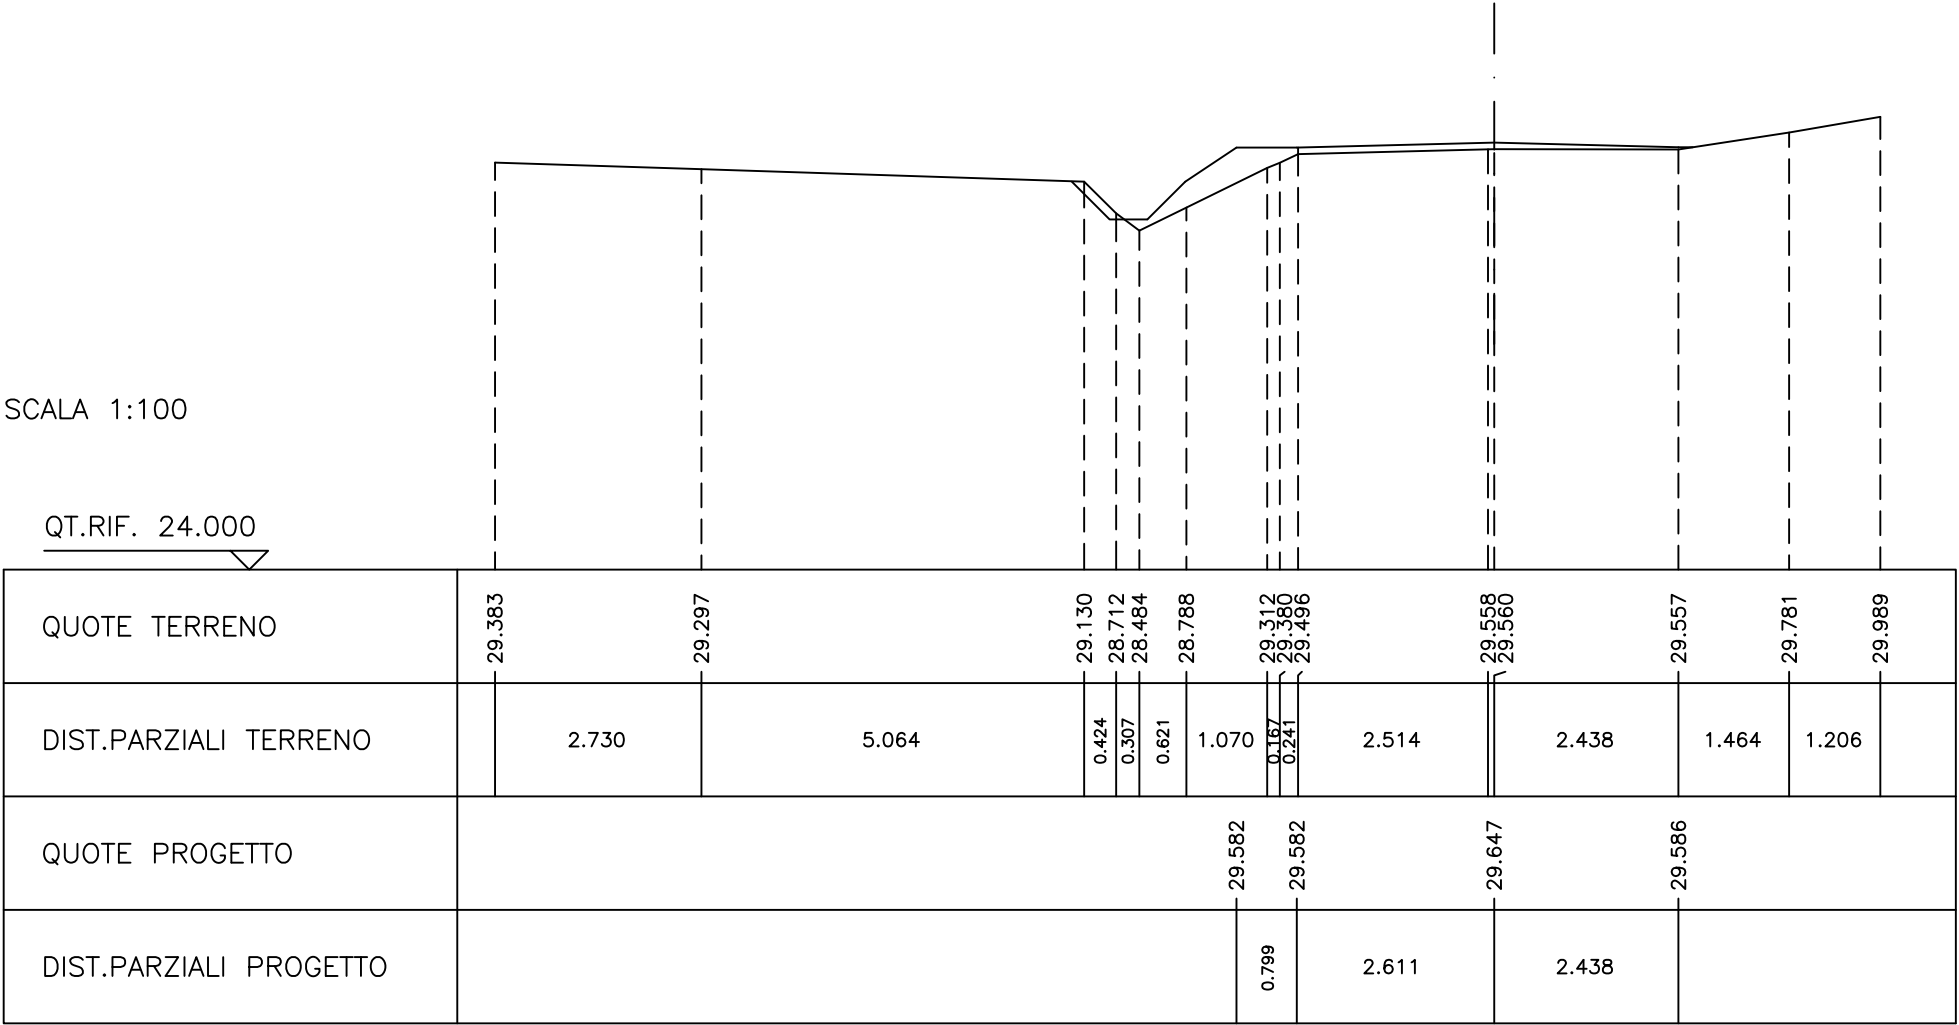 SCALA 1:100
QT.RIF. 24.000
QUOTE TERRENO 29.383 29.297 29.130 28.712 28.484 28.788 29.312 29.380 29.496 29.558 29.560 29.557 29.781 29.989
DIST.PARZIALI TERRENO 2.730 5.064 0.424 0.307 0.621 1.070 0.167 0.241 2.514 2.438 1.464 1.206
QUOTE PROGETTO 29.582 29.582 29.647 29.586
DIST.PARZIALI PROGETTO 0.799 2.611 2.438